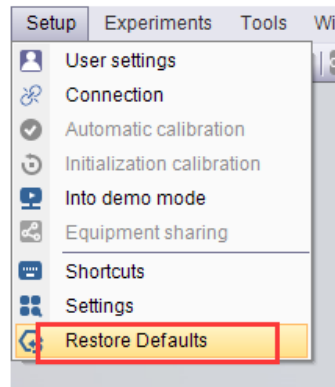 Setup Experiments Tools Wi
User settings
Connection
Automatic calibration
Initialization calibration
Into demo mode
Equipment sharing
Shortcuts
Settings
Restore Defaults